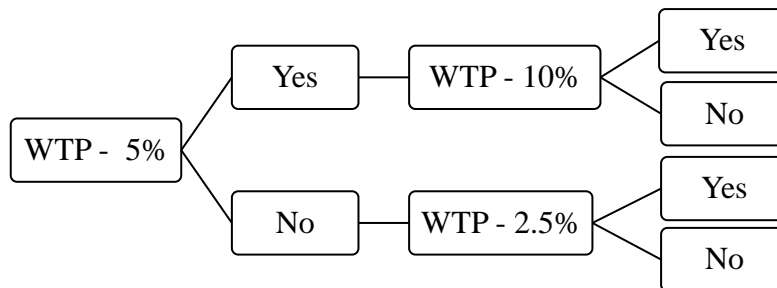 WTP - 5%
Yes
WTP - 10%
Yes
No
No
WTP - 2.5%
Yes
No